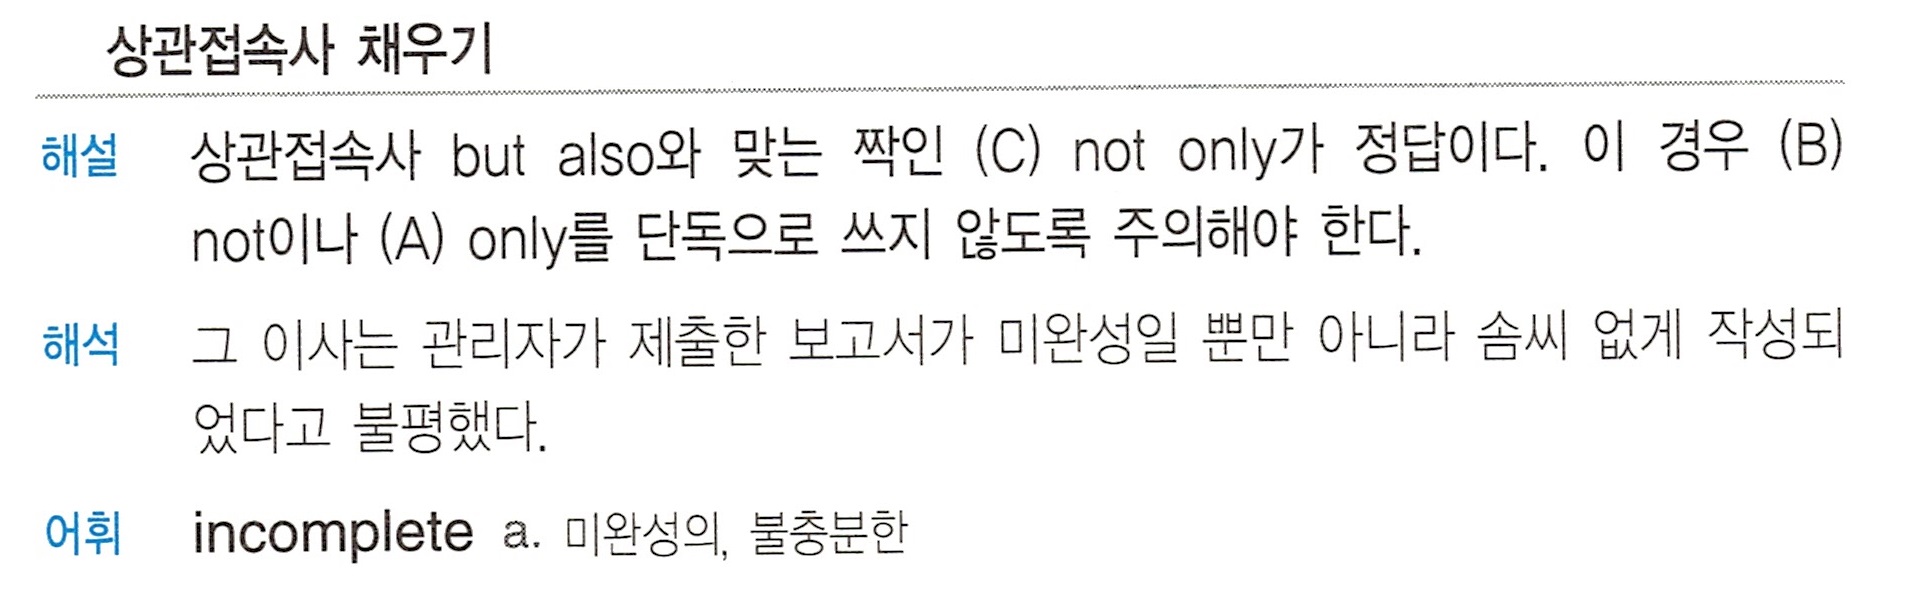 상관접속사 채우기
해설 상관접속사 but also와 맞는 짝인 (C) not only가 정답이다. 이 경우 (B)
not이나 (A) only를 단독으로 쓰지 않도록 주의해야 한다.
해석 그 이사는 관리자가 제출한 보고서가 미완성일 뿐만 아니라 솜씨 없게 작성되
었다고 불평했다.
어휘 incomplete a. 미완성의, 불충분한